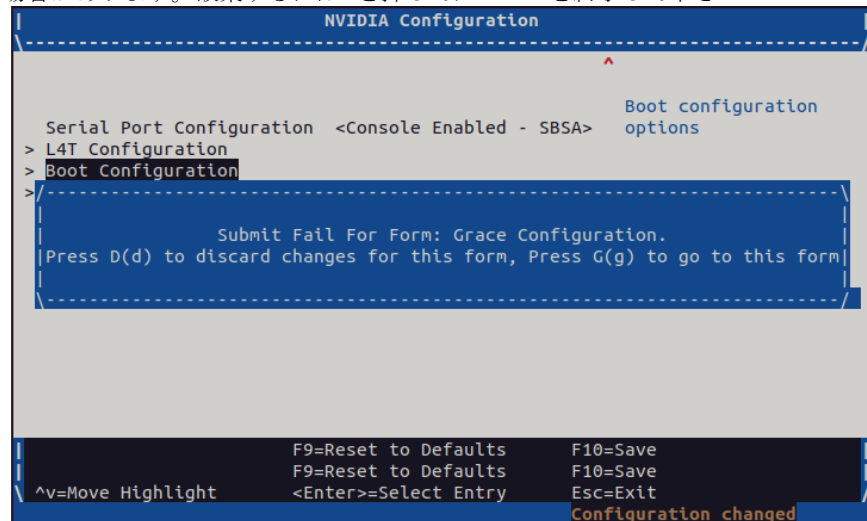 NVIDIA Configuration
Boot configuration
Serial Port Configuration <Console Enabled - SBSA> options
> L4T Configuration
> Boot Configuration
>
Submit Fail For Form: Grace Configuration.
Press D(d) to discard changes for this form, Press G(g) to go to this form
F9=Reset to Defaults F10=Save
F9=Reset to Defaults F10=Save
^v=Move Highlight <Enter>=Select Entry Esc=Exit
Configuration changed